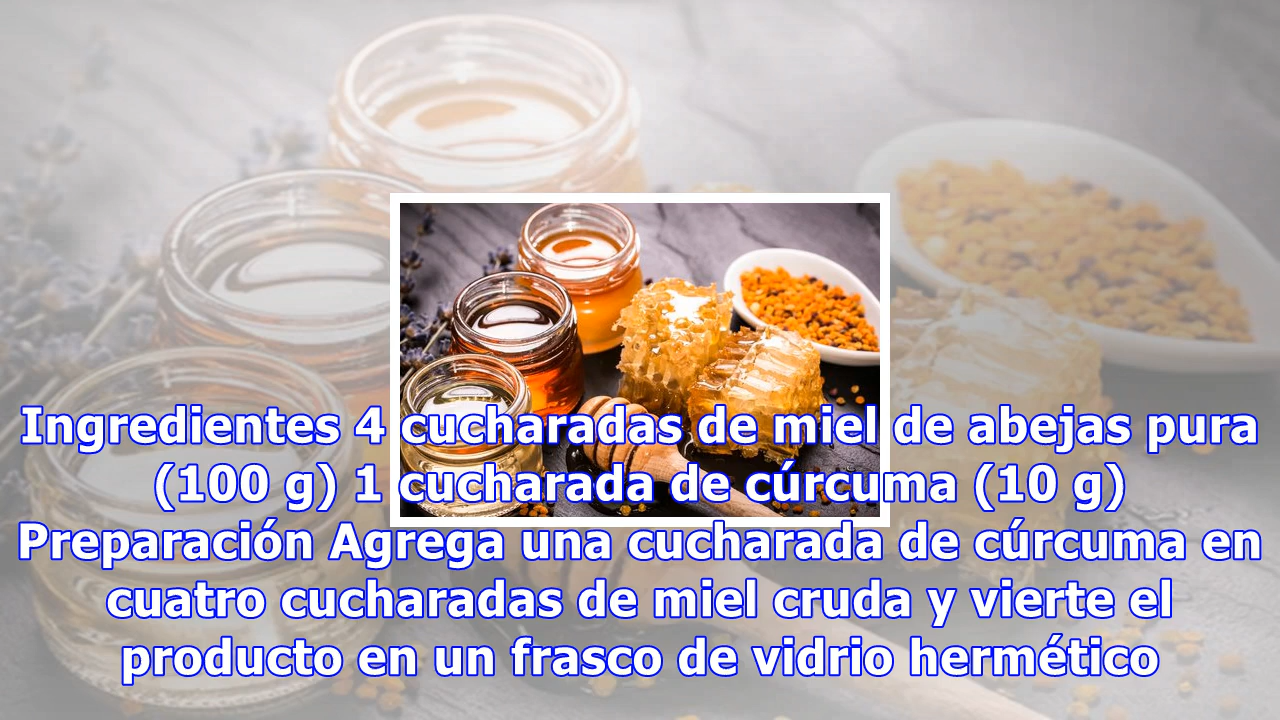 Ingredientes 4 cucharadas de miel de abejas pura
(100 g) 1 cucharada de cúrcuma (10 g)
Preparación Agrega una cucharada de cúrcuma en
cuatro cucharadas de miel cruda y vierte el
producto en un frasco de vidrio hermético